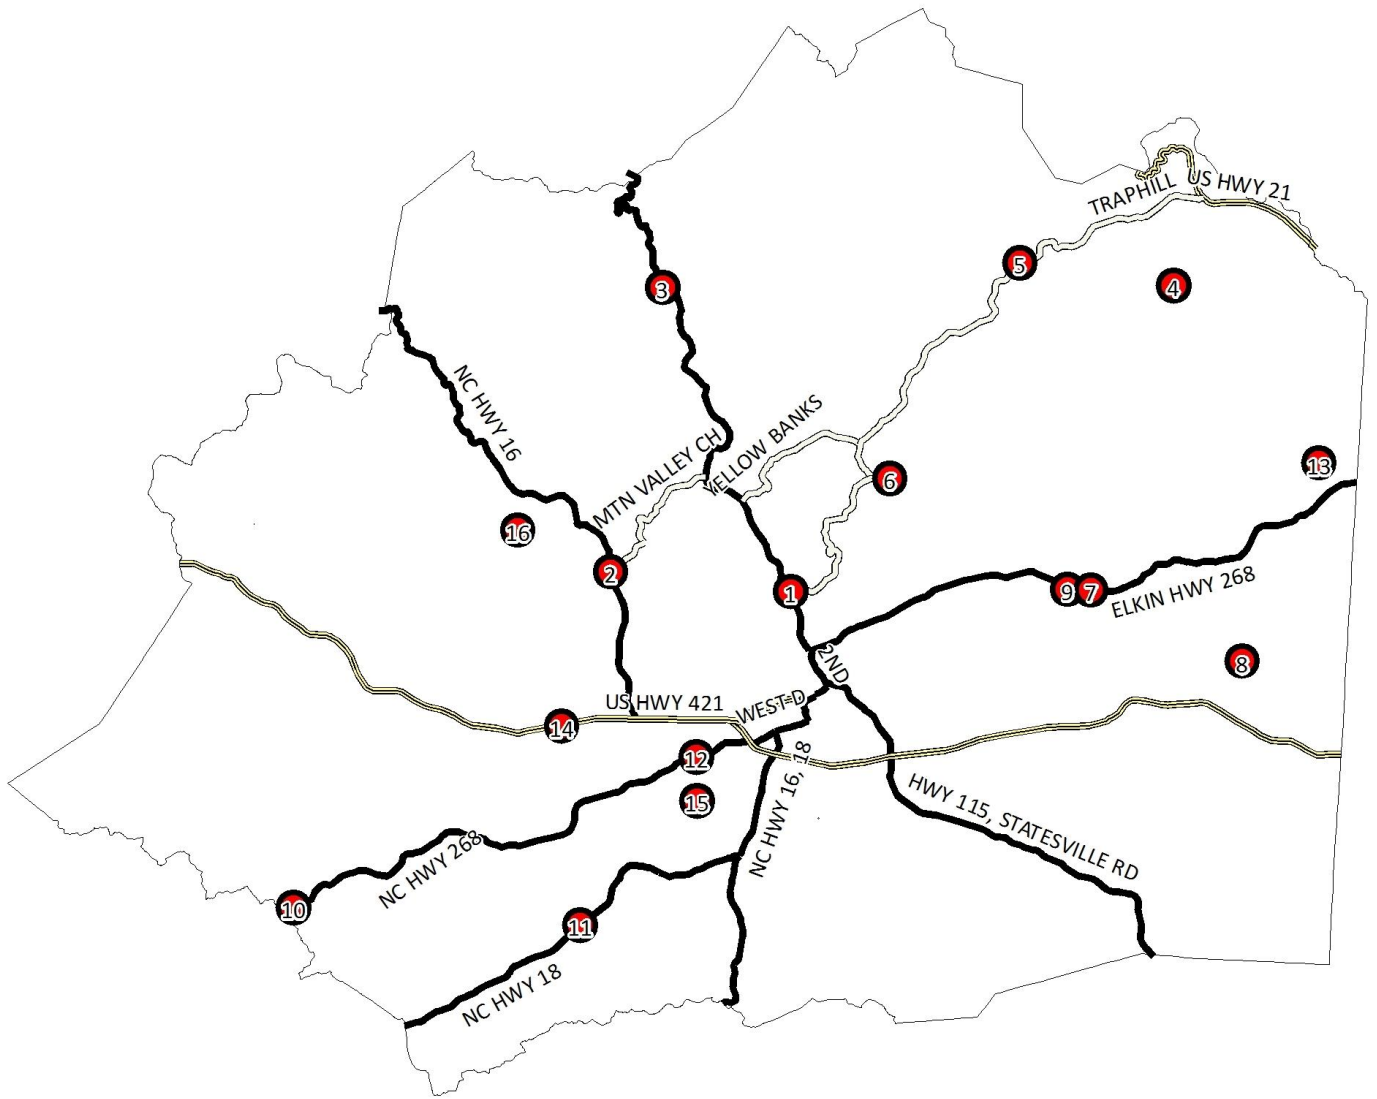 TRAPHILL
US HWY 21
5
4
3
NC HWY 16
MTN VALLEY CH
YELLOW BANKS
13
6
16
2
1
9
7
ELKIN HWY 268
2ND
8
US HWY 421
WEST D
14
12
15
NC HWY 16, 18
HWY 115, STATESVILLE RD
NC HWY 268
10
11
NC HWY 18